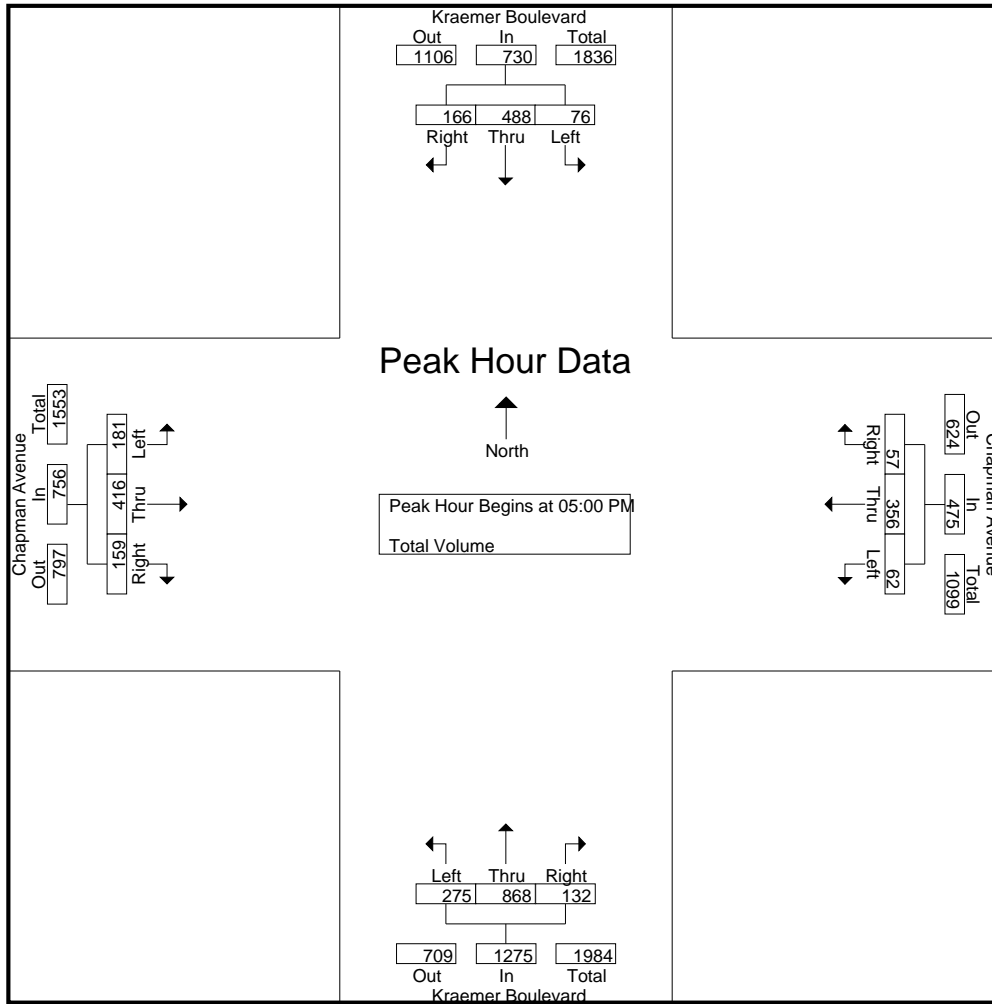 Kraemer Boulevard
Out In Total
1106 730 1836
166 488 76
Right Thru Left
Peak Hour Data
North
Peak Hour Begins at 05:00 PM
Total Volume
Chapman Avenue
Out In Total
797 756 1553
Left Thru Right
181 416 159
Chapman Avenue
Out In Total
624 475 1099
57 356 62
Right Thru Left
Left Thru Right
275 868 132
709 1275 1984
Out In Total
Kraemer Boulevard